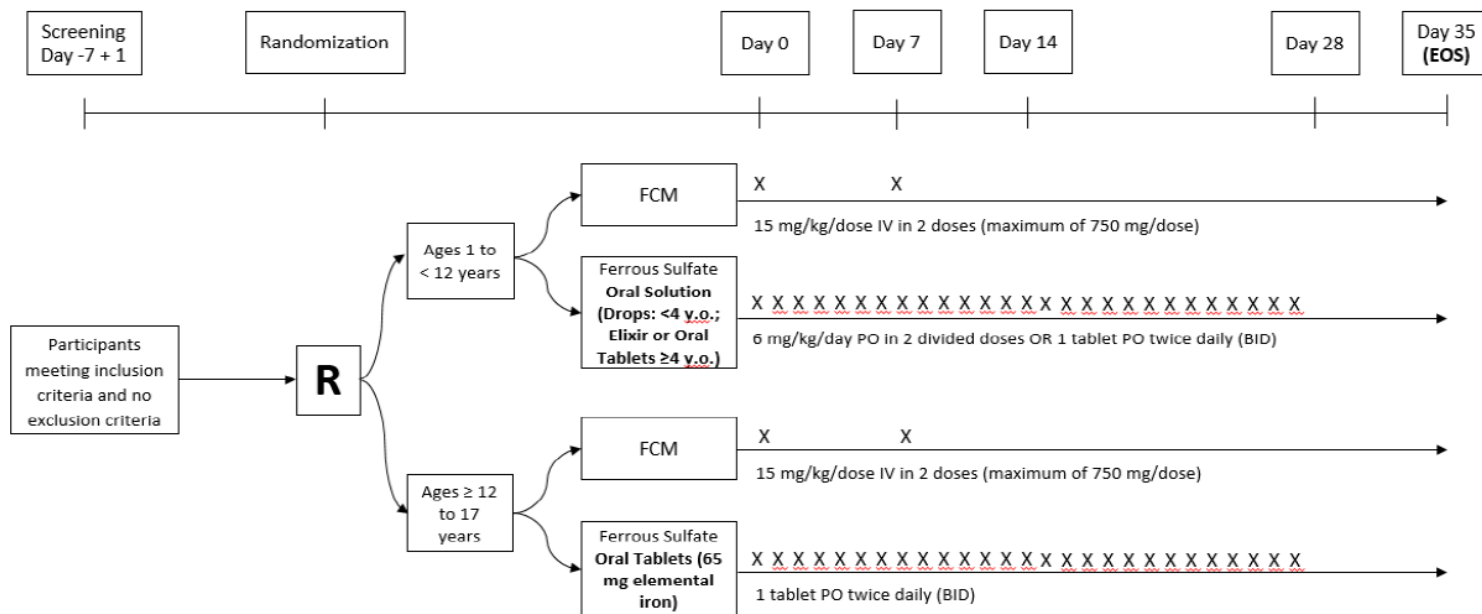 Screening
Day -7 + 1
Randomization
Day 0
Day 7
Day 14
Day 28
Day 35
(EOS)
Participants
meeting inclusion
criteria and no
exclusion criteria
R
Ages 1 to
< 12 years
FCM
X X
15 mg/kg/dose IV in 2 doses (maximum of 750 mg/dose)
Ferrous Sulfate
Oral Solution
(Drops: <4 y.o.;
Elixir or Oral
Tablets ≥4 y.o.)
X X X X X X X X X X X X X X X X X X X X X X X X X X X
6 mg/kg/day PO in 2 divided doses OR 1 tablet PO twice daily (BID)
Ages ≥ 12
to 17
years
FCM
X X
15 mg/kg/dose IV in 2 doses (maximum of 750 mg/dose)
Ferrous Sulfate
Oral Tablets (65
mg elemental
iron)
X X X X X X X X X X X X X X X X X X X X X X X X X X X
1 tablet PO twice daily (BID)